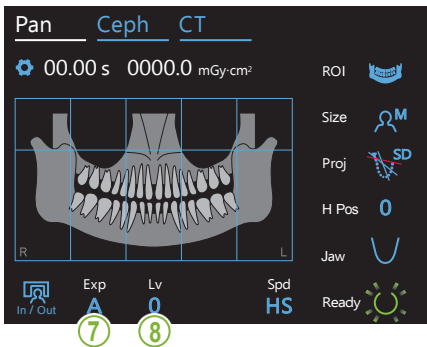 Pan Ceph CT
00.00 s 0000.0 mGy·cm²
ROI
Size M
Proj SD
H Pos 0
R L
Jaw
In / Out
Exp Lv Spd
A 0 HS
Ready
7 8